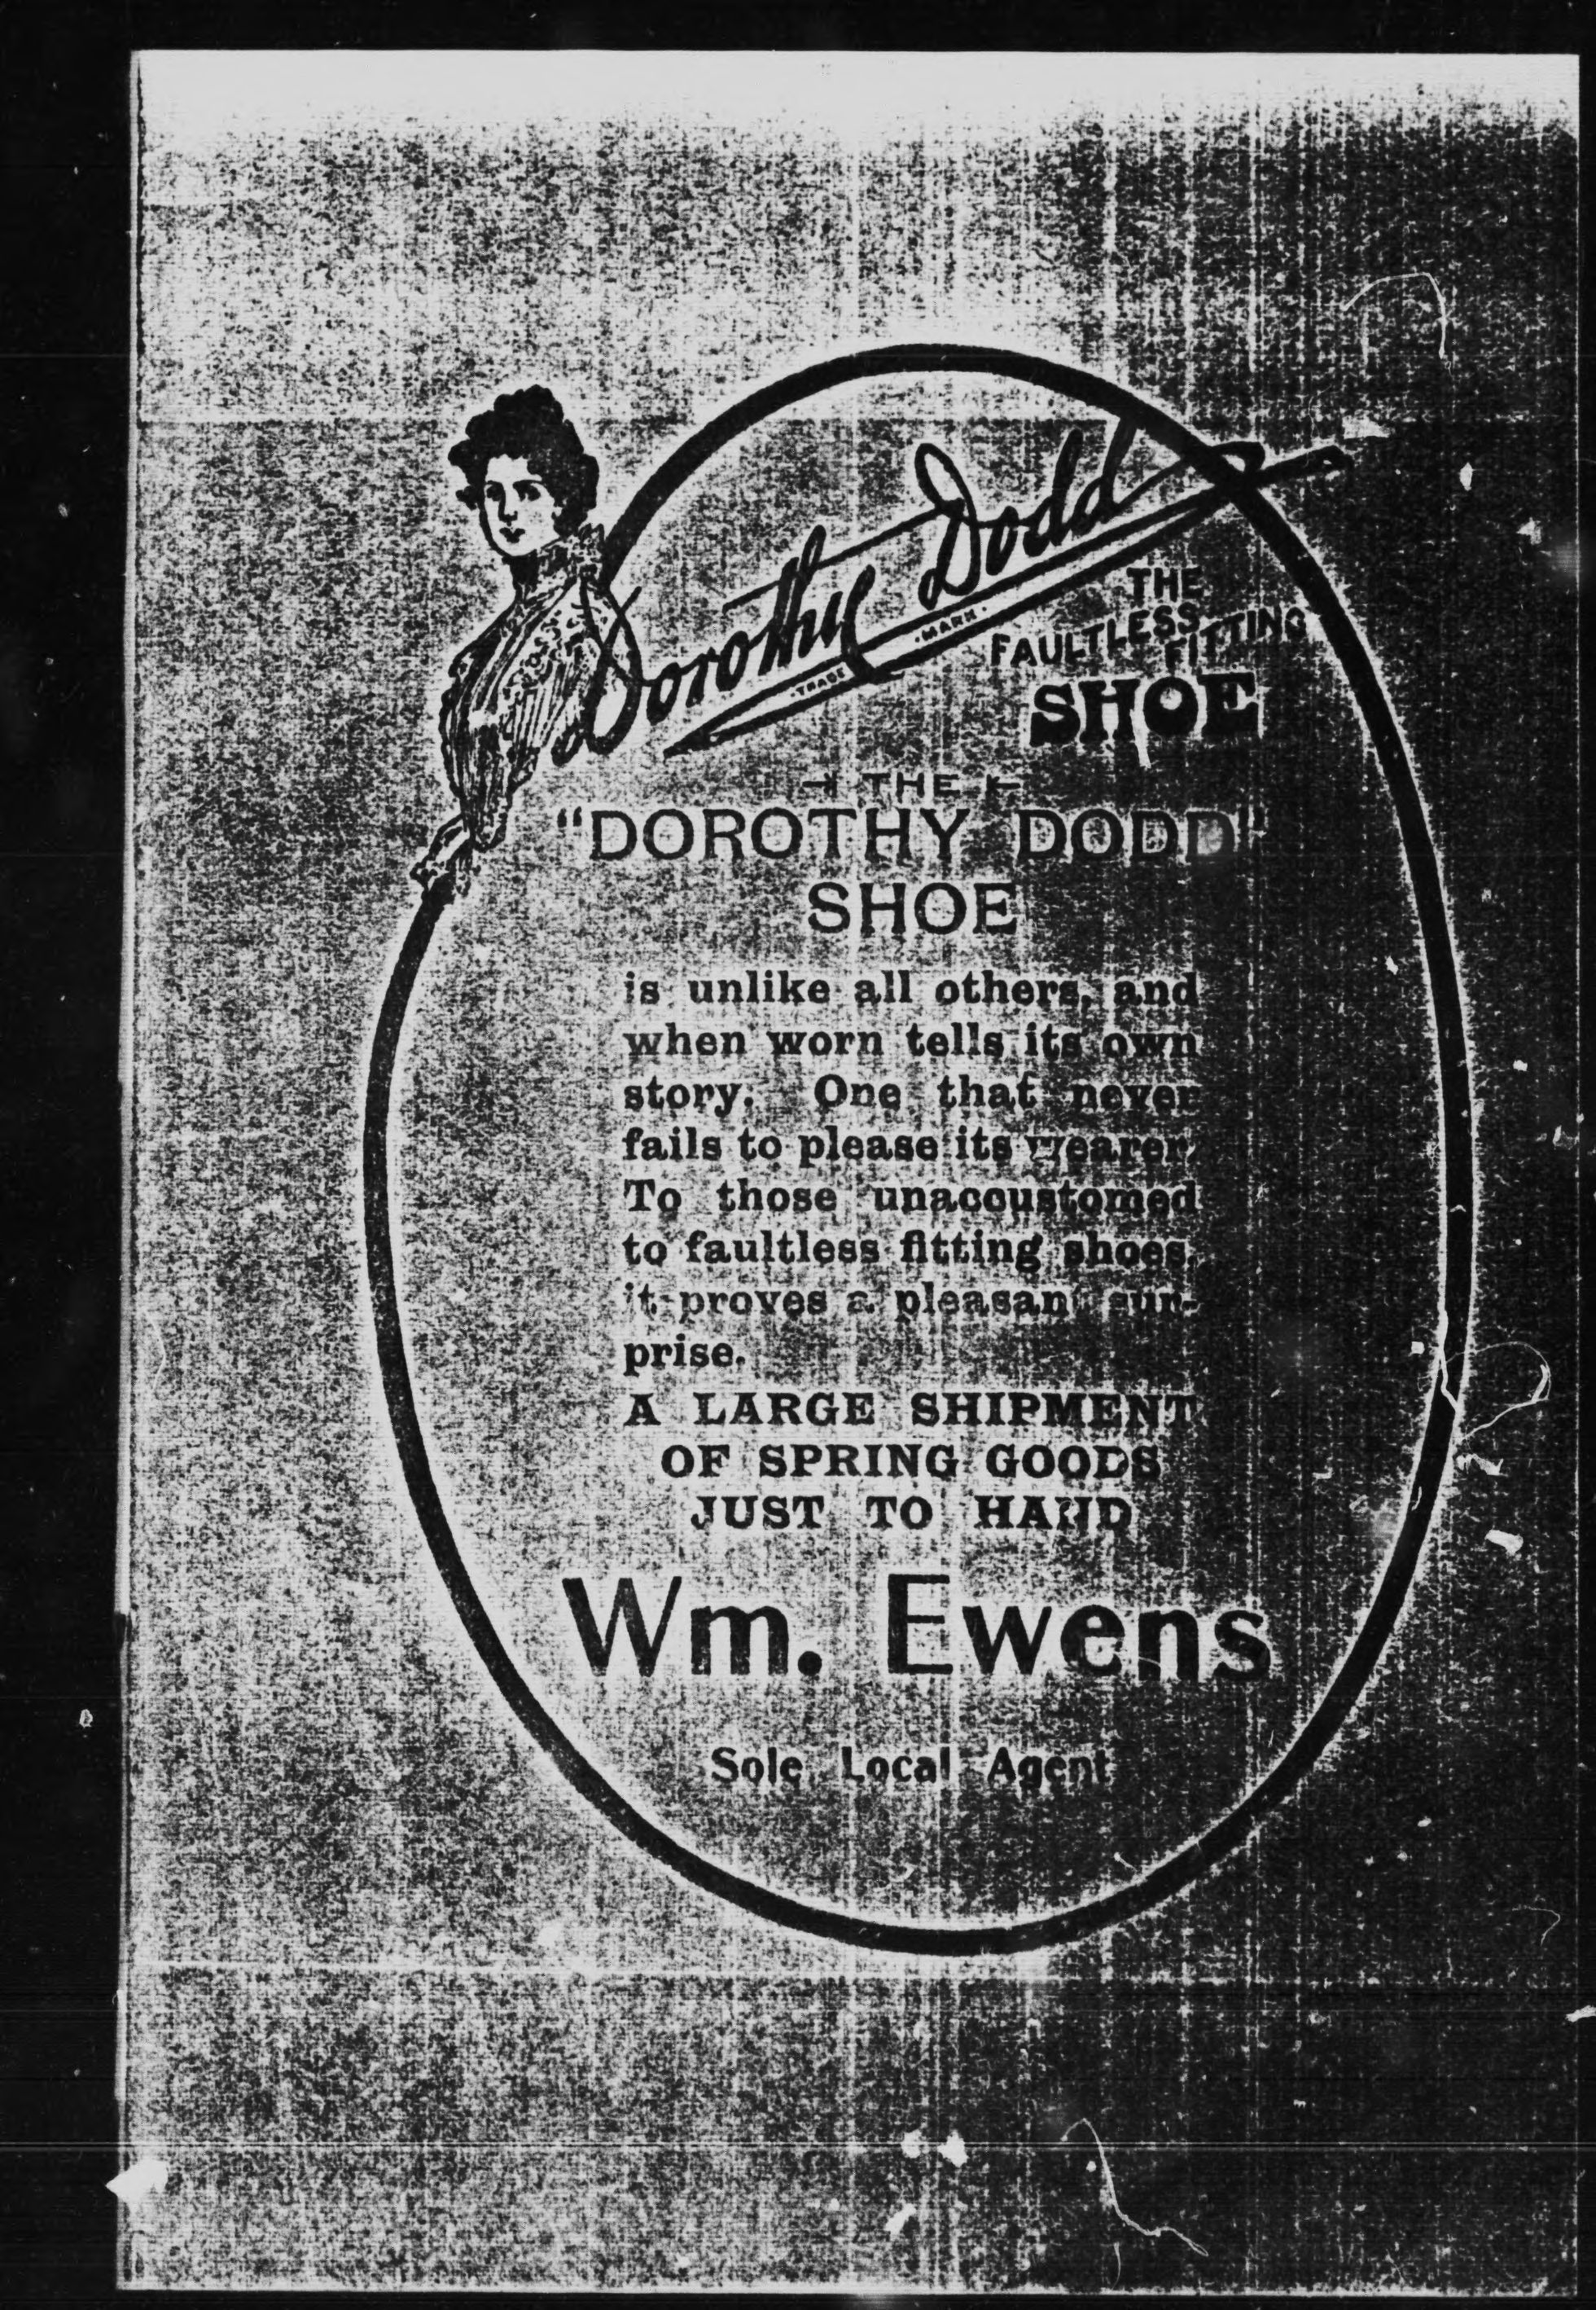 Dorothy Dodd
·TRADE· ·MARK·
THE
FAULTLESS
FITTING
SHOE
THE
"DOROTHY DODD"
SHOE
is unlike all others, and
when worn tells its own
story. One that never
fails to please its wearer.
To those unaccustomed
to faultless fitting shoes,
it proves a pleasant sur-
prise.
A LARGE SHIPMENT
OF SPRING GOODS
JUST TO HAND
Wm. Ewens
Sole Local Agent